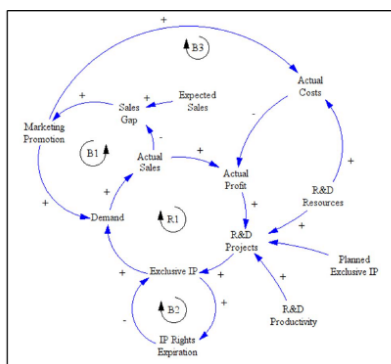 B3
+
Actual
Costs
+
+
Expected
Sales
Sales
Gap
-
+
Marketing
Promotion
-
B1
Actual
Sales
+
Actual
Profit
+
+
+
Demand
R1
+
R&D
Resources
R&D
Projects
+
+
+
Planned
Exclusive IP
+
Exclusive IP
+
+
+
R&D
Productivity
B2
-
+
IP Rights
Expiration